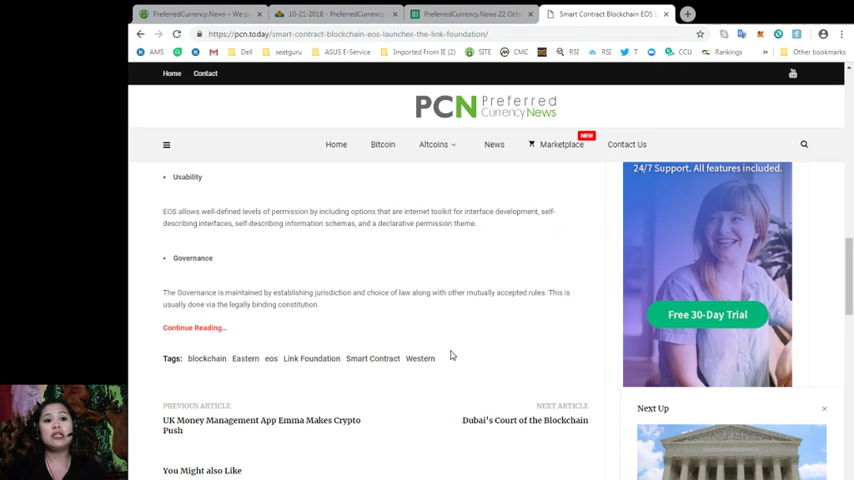 PreferredCurrency.News – We p
10-21-2018 - PreferredCurrency
PreferredCurrency.News 22 Octo
Smart Contract Blockchain EOS L
https://pcn.today/smart-contract-blockchain-eos-launches-the-link-foundation/
AMS
Dell
seatguru
ASUS E-Service
Imported From IE (2)
SITE
CMC
RSI
RSI
T
CCU
Rankings
»
Other bookmarks
Home
Contact
PCN Preferred
CurrencyNews
NEW
Home
Bitcoin
Altcoins
News
Marketplace
Contact Us
24/7 Support. All features included.
Usability
EOS allows well-defined levels of permission by including options that are internet toolkit for interface development, self-
describing interfaces, self-describing information schemas, and a declarative permission theme.
Governance
The Governance is maintained by establishing jurisdiction and choice of law along with other mutually accepted rules. This is
usually done via the legally binding constitution.
Continue Reading...
Free 30-Day Trial
Tags: blockchain Eastern eos Link Foundation Smart Contract Western
PREVIOUS ARTICLE
UK Money Management App Emma Makes Crypto
Push
NEXT ARTICLE
Dubai's Court of the Blockchain
Next Up
You Might also Like